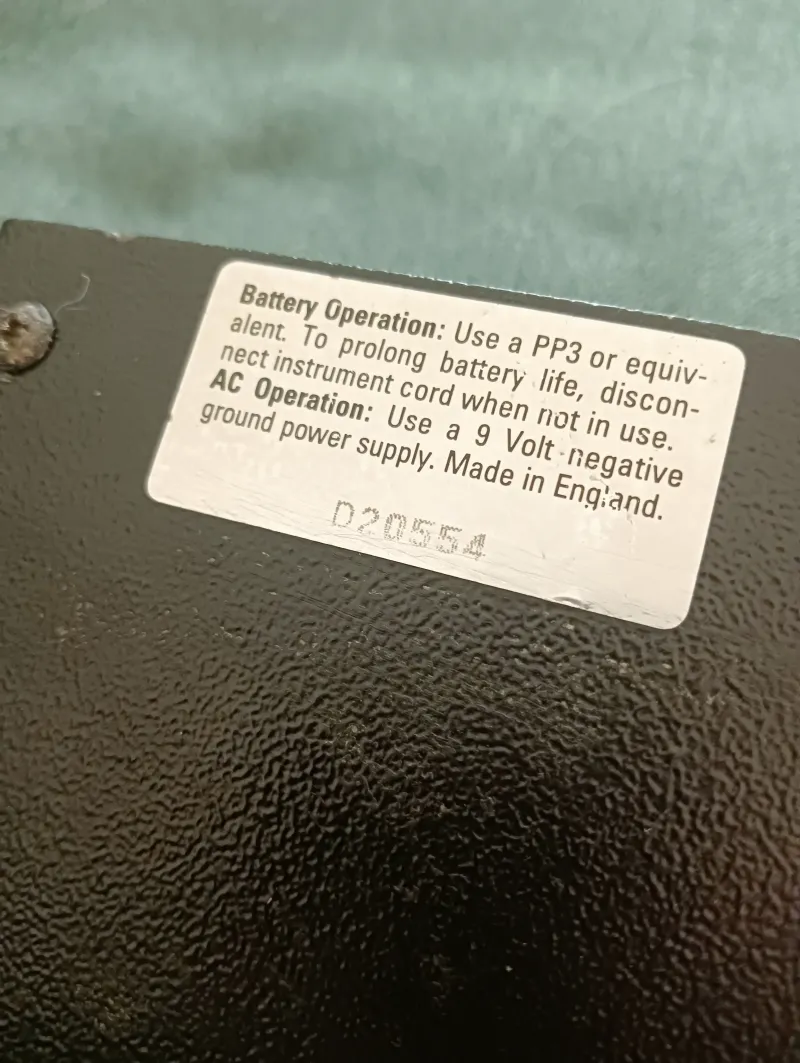 Battery Operation: Use a PP3 or equiv-
alent. To prolong battery life, discon-
nect instrument cord when not in use.
AC Operation: Use a 9 Volt negative
ground power supply. Made in England.
D20554